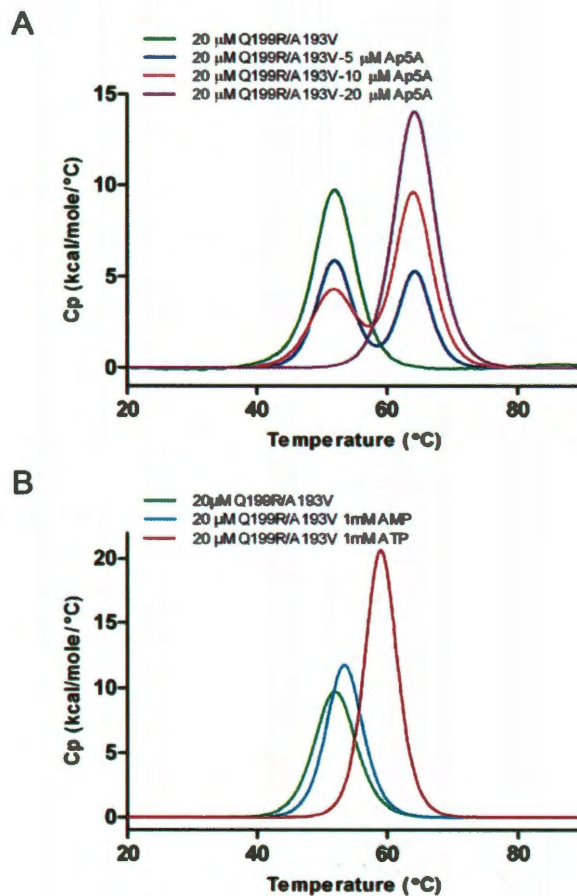 A
20 μM Q199R/A193V
20 μM Q199R/A193V-5 μM Ap5A
20 μM Q199R/A193V-10 μM Ap5A
20 μM Q199R/A193V-20 μM Ap5A
15
10
5
0
Cp (kcal/mole/°C)
20 40 60 80
Temperature (°C)
B
20μM Q199R/A193V
20 μM Q199R/A193V 1mM AMP
20 μM Q199R/A193V 1mM ATP
20
15
10
5
0
Cp (kcal/mole/°C)
20 40 60 80
Temperature (°C)